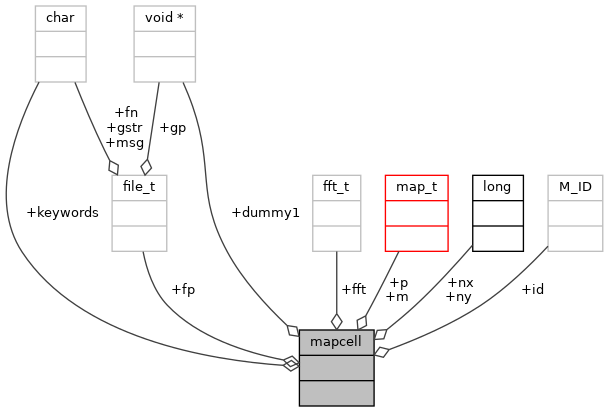 char
void *
+fn
+gstr
+msg
+gp
file_t
fft_t
map_t
long
M_ID
+keywords
+dummy1
+fp
+fft
+p
+m
+nx
+ny
+id
mapcell